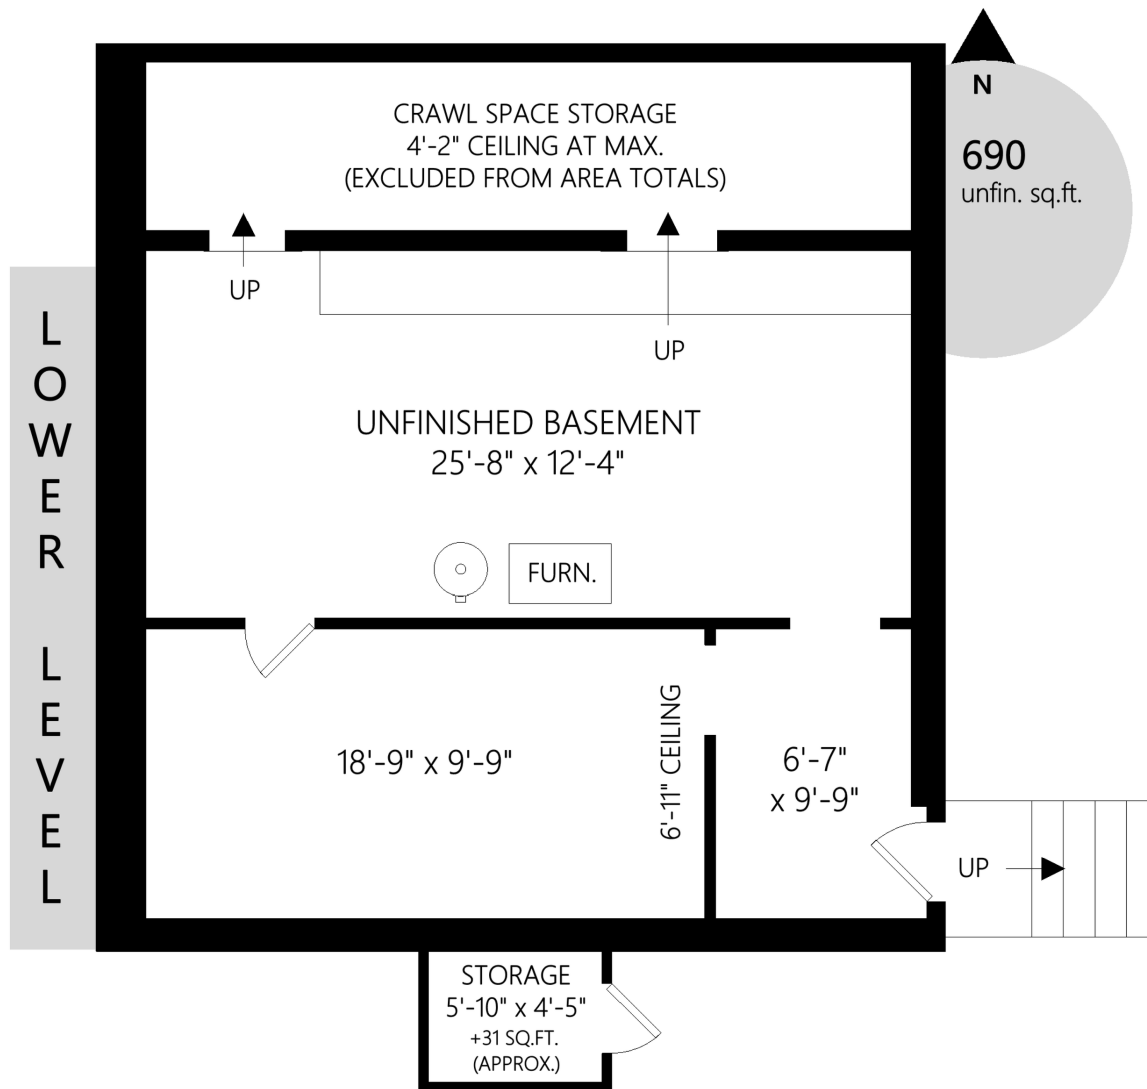 N
CRAWL SPACE STORAGE
4'-2" CEILING AT MAX.
(EXCLUDED FROM AREA TOTALS)
690
unfin. sq.ft.
UP
UP
LOWER LEVEL
UNFINISHED BASEMENT
25'-8" x 12'-4"
FURN.
18'-9" x 9'-9"
6'-11" CEILING
6'-7"
x 9'-9"
UP
STORAGE
5'-10" x 4'-5"
+31 SQ.FT.
(APPROX.)